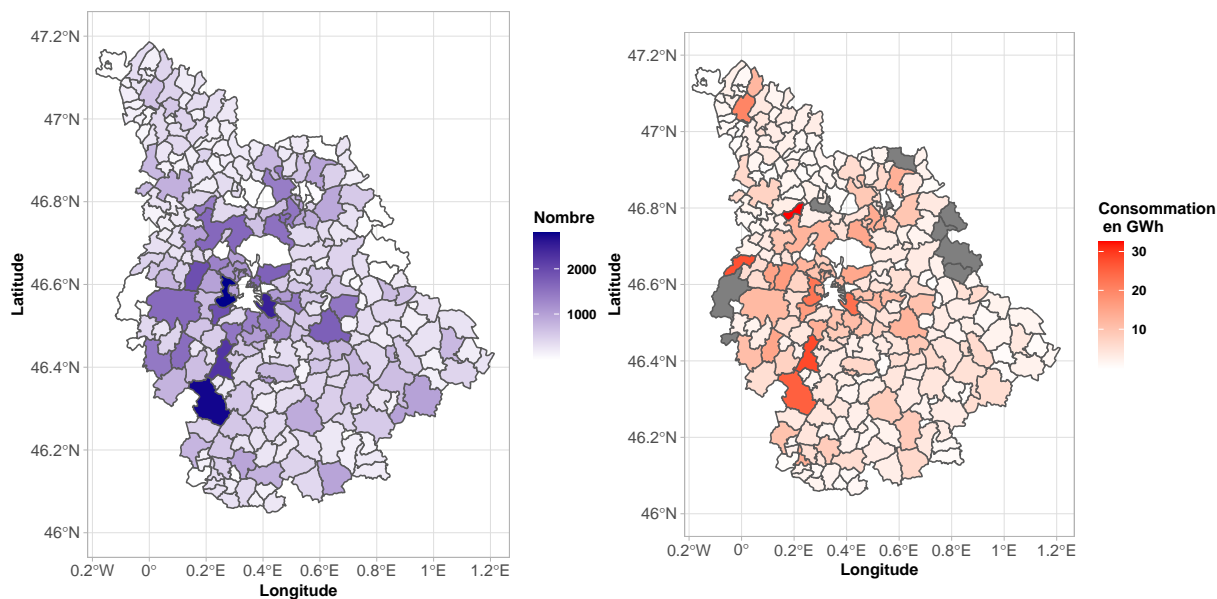 47.2°N
47°N
46.8°N
46.6°N
46.4°N
46.2°N
46°N
0.2°W
0°
0.2°E
0.4°E
0.6°E
0.8°E
1°E
1.2°E
Longitude
Latitude
Nombre
2000
1000
47.2°N
47°N
46.8°N
46.6°N
46.4°N
46.2°N
46°N
0.2°W
0°
0.2°E
0.4°E
0.6°E
0.8°E
1°E
1.2°E
Longitude
Latitude
Consommation
en GWh
30
20
10